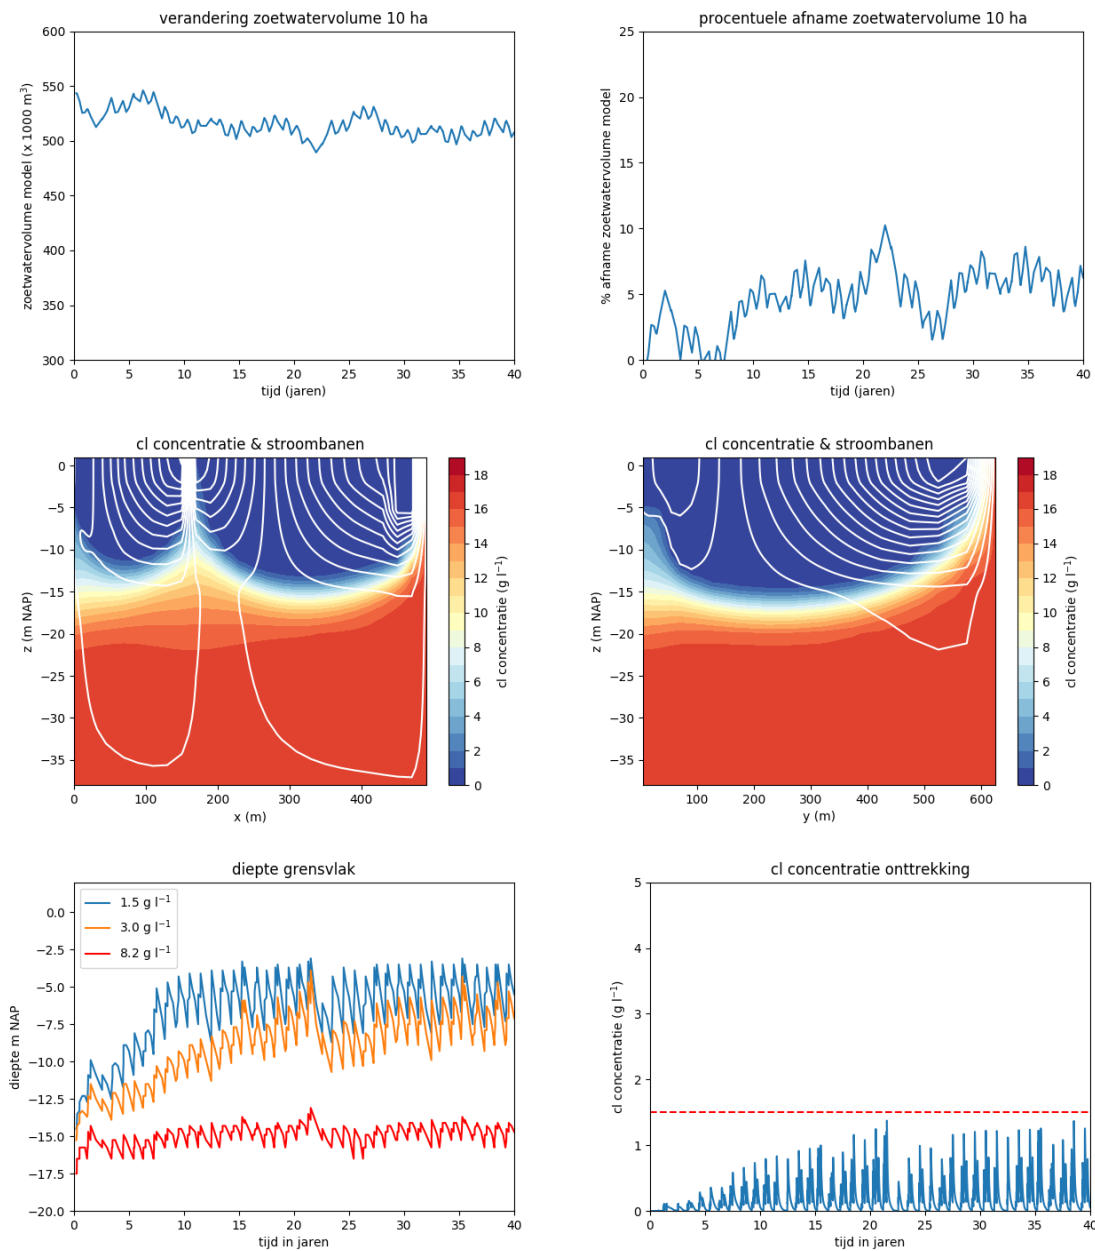 verandering zoetwatervolume 10 ha
zoetwatervolume model (x 1000 m³)
600
550
500
450
400
350
300
0 5 10 15 20 25 30 35 40
tijd (jaren)
procentuele afname zoetwatervolume 10 ha
% afname zoetwatervolume model
25
20
15
10
5
0
0 5 10 15 20 25 30 35 40
tijd (jaren)
cl concentratie & stroombanen
z (m NAP)
0
−5
−10
−15
−20
−25
−30
−35
0 100 200 300 400
x (m)
18
16
14
12
10
8
6
4
2
0
cl concentratie (g l⁻¹)
cl concentratie & stroombanen
z (m NAP)
0
−5
−10
−15
−20
−25
−30
−35
100 200 300 400 500 600
y (m)
18
16
14
12
10
8
6
4
2
0
cl concentratie (g l⁻¹)
diepte grensvlak
diepte m NAP
0.0
−2.5
−5.0
−7.5
−10.0
−12.5
−15.0
−17.5
−20.0
1.5 g l⁻¹
3.0 g l⁻¹
8.2 g l⁻¹
0 5 10 15 20 25 30 35 40
tijd in jaren
cl concentratie onttrekking
cl concentratie (g l⁻¹)
5
4
3
2
1
0
0 5 10 15 20 25 30 35 40
tijd in jaren